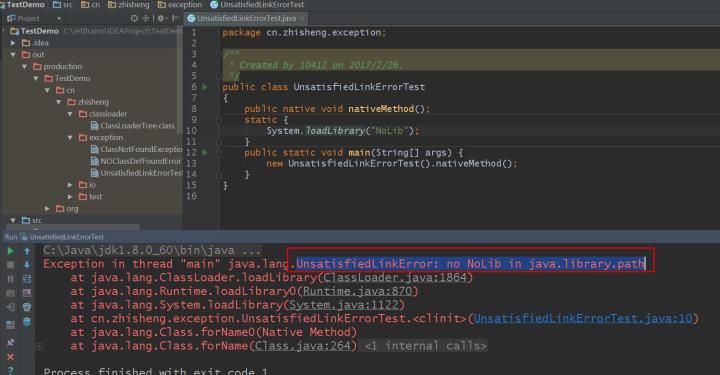 TestDemo src cn zhisheng exception UnsatisfiedLinkErrorTest
Project
UnsatisfiedLinkErrorTest.java ×
TestDemo C:\JetBrains\IDEAProject\TestDem
.idea
out
production
TestDemo
cn
zhisheng
classloader
ClassLoaderTree.class
exception
ClassNotFoundExceptio
NOClassDefFoundError
UnsatisfiedLinkErrorTe
io
test
org
src
1 package cn.zhisheng.exception;
2
3 /**
4 * Created by 10412 on 2017/2/26.
5 */
6 public class UnsatisfiedLinkErrorTest
7 {
8 public native void nativeMethod();
9 static {
10 System.loadLibrary("NoLib");
11 }
12 public static void main(String[] args) {
13 new UnsatisfiedLinkErrorTest().nativeMethod();
14 }
15 }
16
Run UnsatisfiedLinkErrorTest
C:\Java\jdk1.8.0_60\bin\java ...
Exception in thread "main" java.lang.UnsatisfiedLinkError: no NoLib in java.library.path
at java.lang.ClassLoader.loadLibrary(ClassLoader.java:1864)
at java.lang.Runtime.loadLibrary0(Runtime.java:870)
at java.lang.System.loadLibrary(System.java:1122)
at cn.zhisheng.exception.UnsatisfiedLinkErrorTest.<clinit>(UnsatisfiedLinkErrorTest.java:10)
at java.lang.Class.forName0(Native Method)
at java.lang.Class.forName(Class.java:264) <1 internal calls>
Process finished with exit code 1